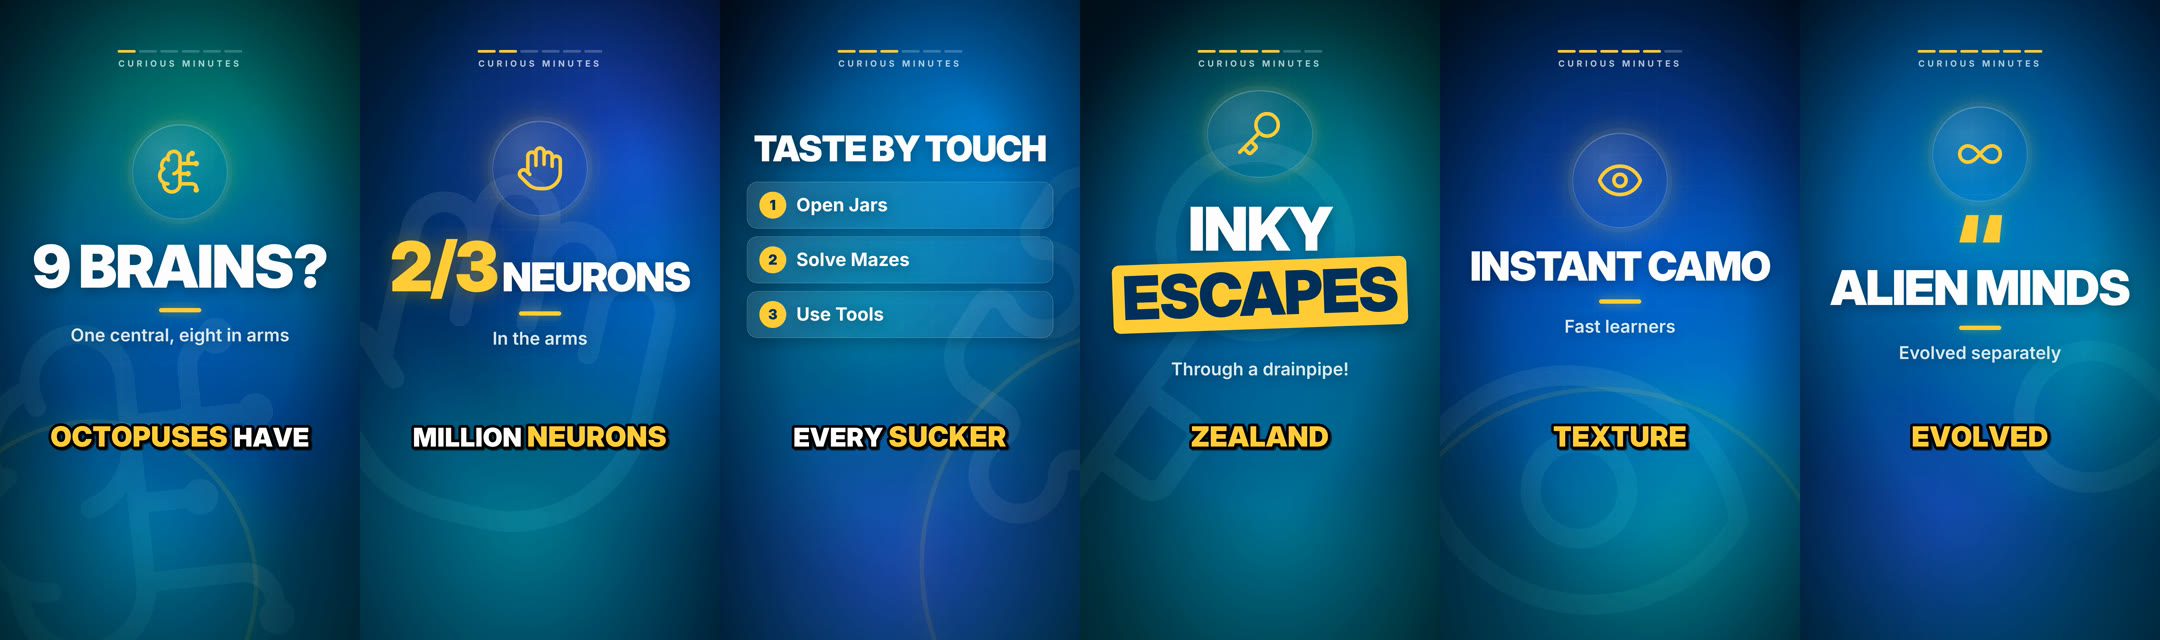 CURIOUS MINUTES
9 BRAINS?
One central, eight in arms
OCTOPUSES HAVE
CURIOUS MINUTES
2/3 NEURONS
In the arms
MILLION NEURONS
CURIOUS MINUTES
TASTE BY TOUCH
1 Open Jars
2 Solve Mazes
3 Use Tools
EVERY SUCKER
CURIOUS MINUTES
INKY
ESCAPES
Through a drainpipe!
ZEALAND
CURIOUS MINUTES
INSTANT CAMO
Fast learners
TEXTURE
CURIOUS MINUTES
"
ALIEN MINDS
Evolved separately
EVOLVED